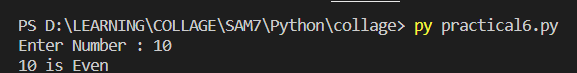 PS D:\LEARNING\COLLAGE\SAM7\Python\collage> py practical6.py
Enter Number : 10
10 is Even